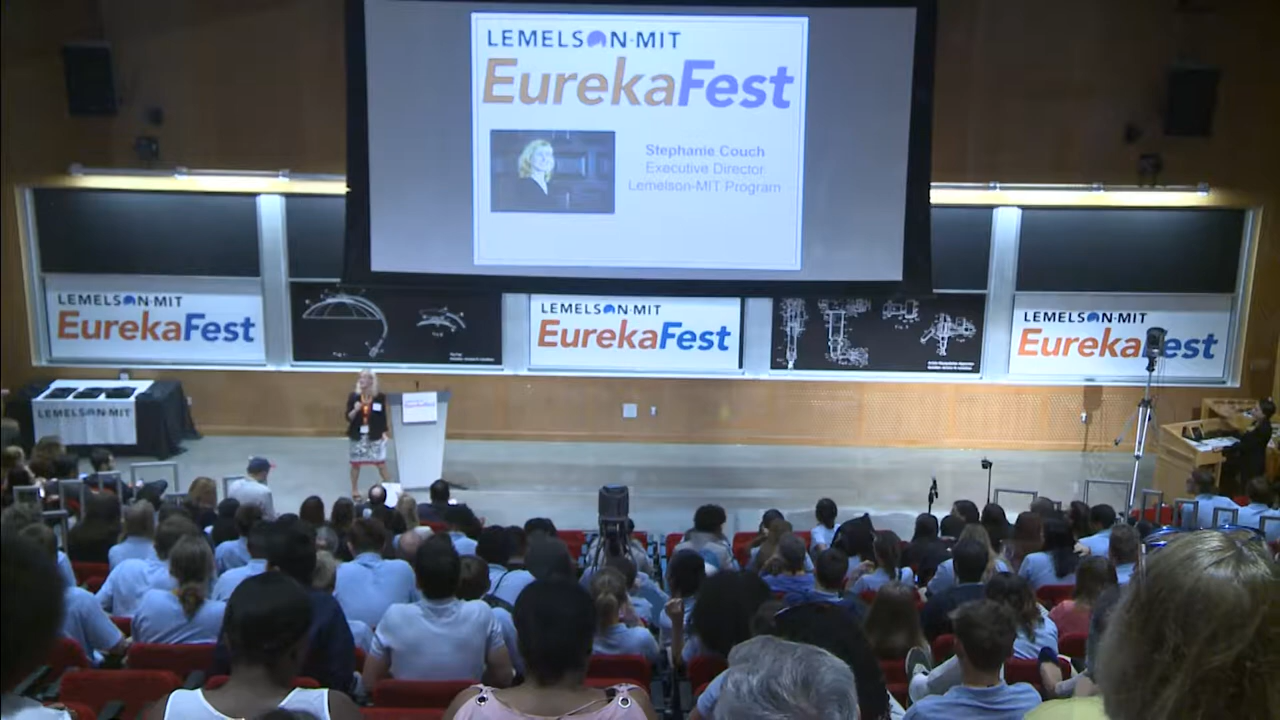 LEMELSON-MIT
EurekaFest
Stephanie Couch
Executive Director
Lemelson-MIT Program
LEMELSON-MIT
EurekaFest
LEMELSON-MIT
EurekaFest
LEMELSON-MIT
EurekaFest
LEMELSON-MIT